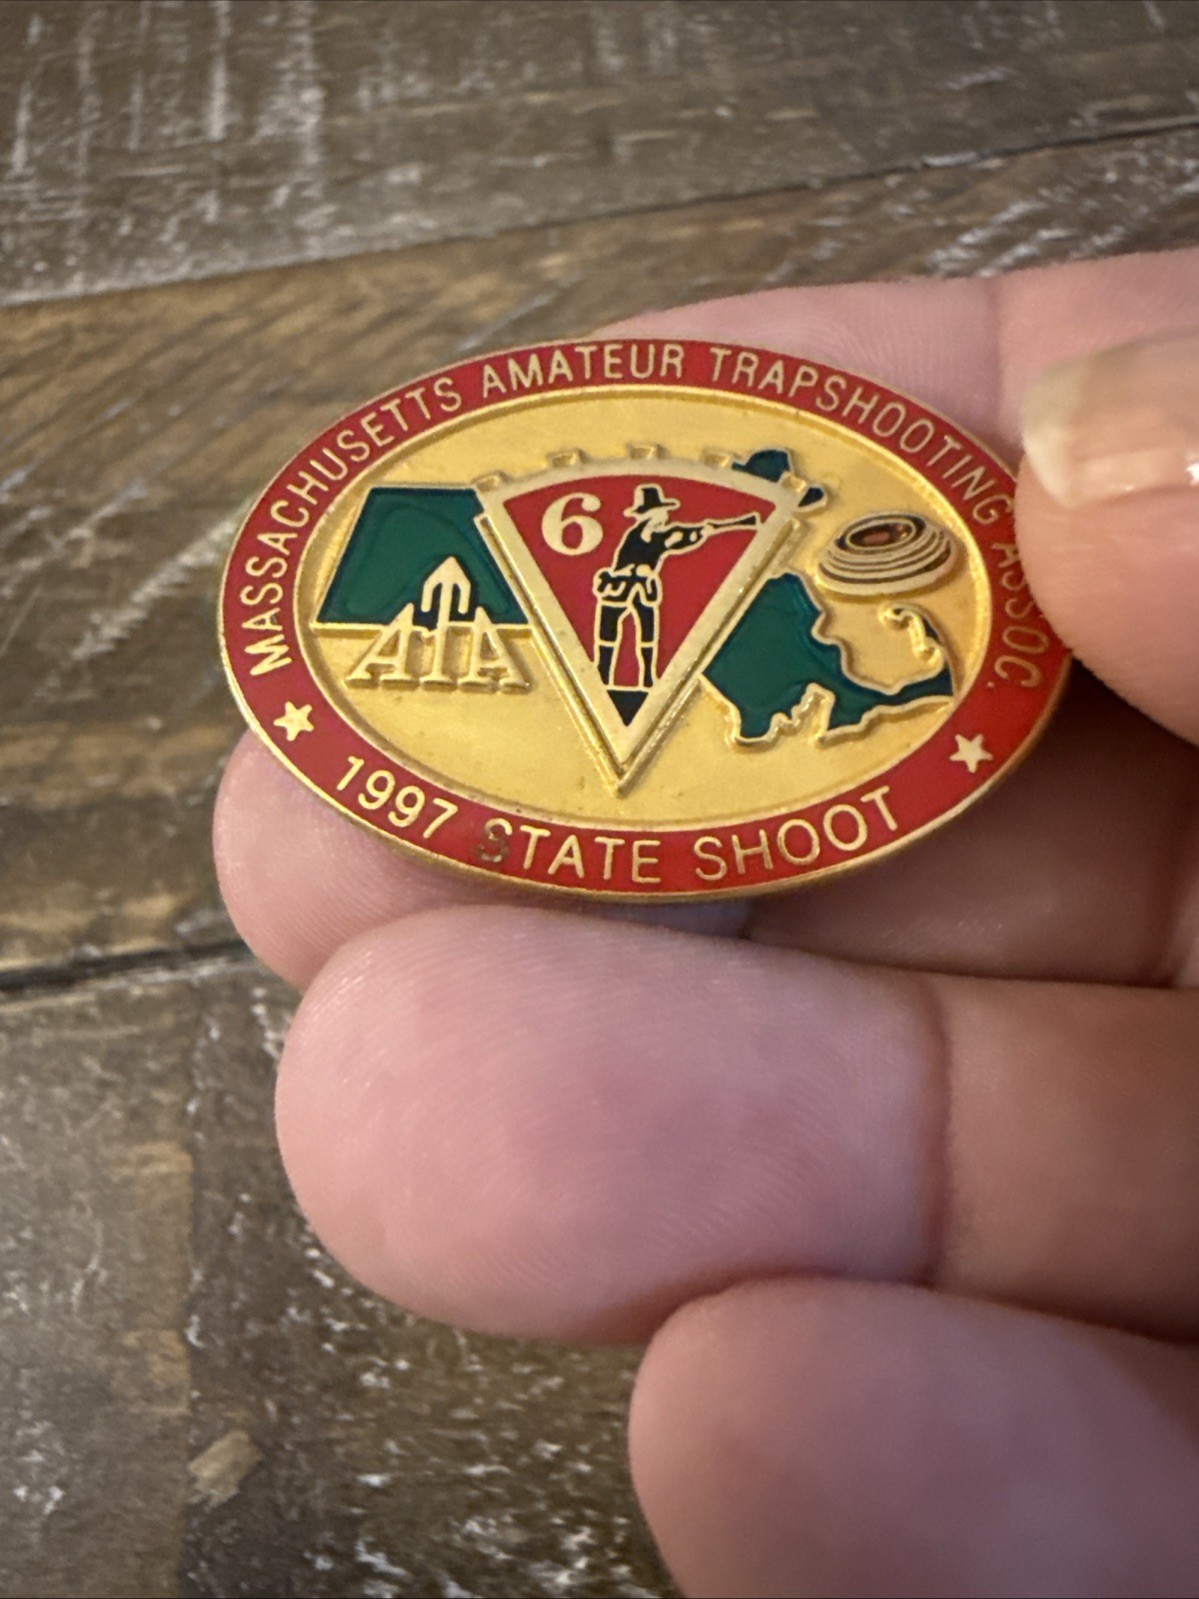 MASSACHUSETTS AMATEUR TRAPSHOOTING ASSOC.
6
ATA
1997 STATE SHOOT